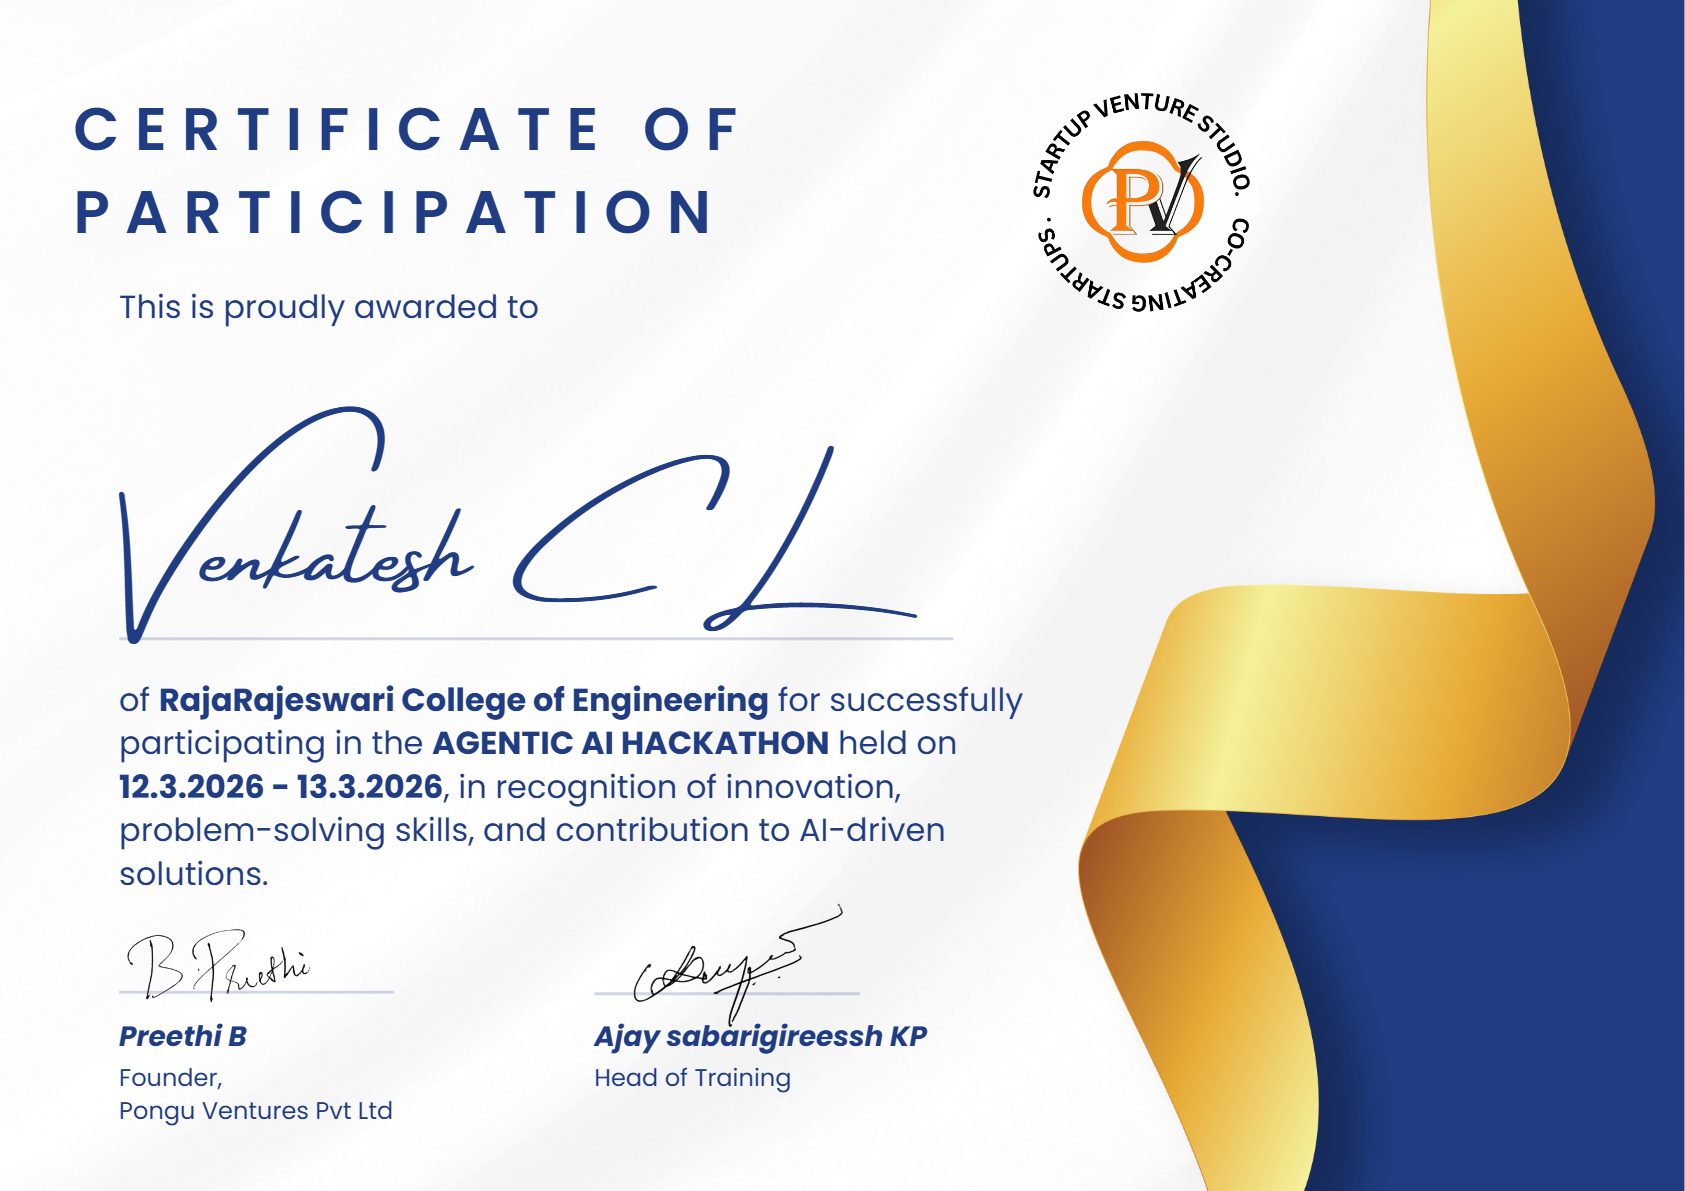 CERTIFICATE OF
PARTICIPATION
STARTUP VENTURE STUDIO.
CO-CREATING STARTUPS .
PV
This is proudly awarded to
Venkatesh C L
of RajaRajeswari College of Engineering for successfully
participating in the AGENTIC AI HACKATHON held on
12.3.2026 - 13.3.2026, in recognition of innovation,
problem-solving skills, and contribution to AI-driven
solutions.
B. Preethi
Preethi B
Founder,
Pongu Ventures Pvt Ltd
Ajay sabarigireessh KP
Head of Training